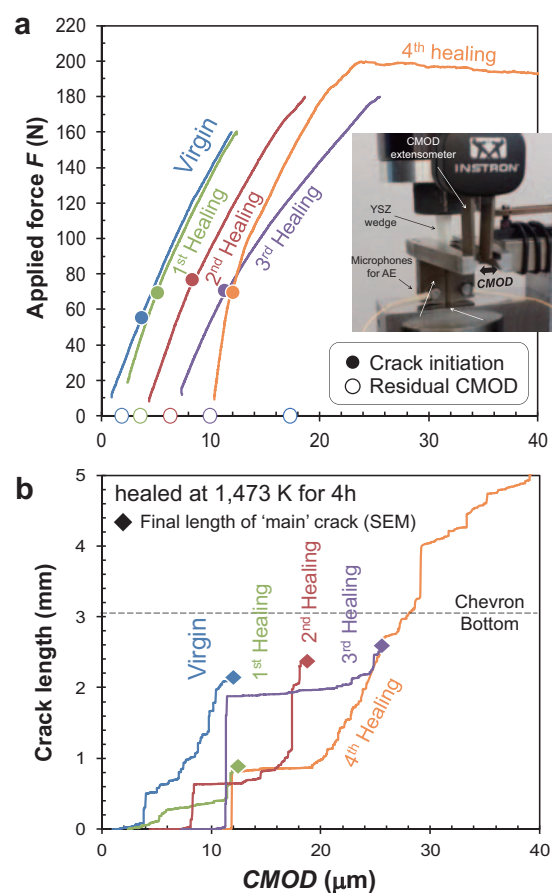 a
220
200
180
160
140
120
100
80
60
40
20
0
Applied force F (N)
Virgin
1st Healing
2nd Healing
3rd Healing
4th healing
CMOD
extensometer
INSTRON
YSZ
wedge
Microphones
for AE
CMOD
Crack initiation
Residual CMOD
0 10 20 30 40
b
5
4
3
2
1
0
Crack length (mm)
healed at 1,473 K for 4h
Final length of 'main' crack (SEM)
Virgin
1st Healing
2nd Healing
3rd Healing
4th Healing
Chevron
Bottom
0 10 20 30 40
CMOD (μm)